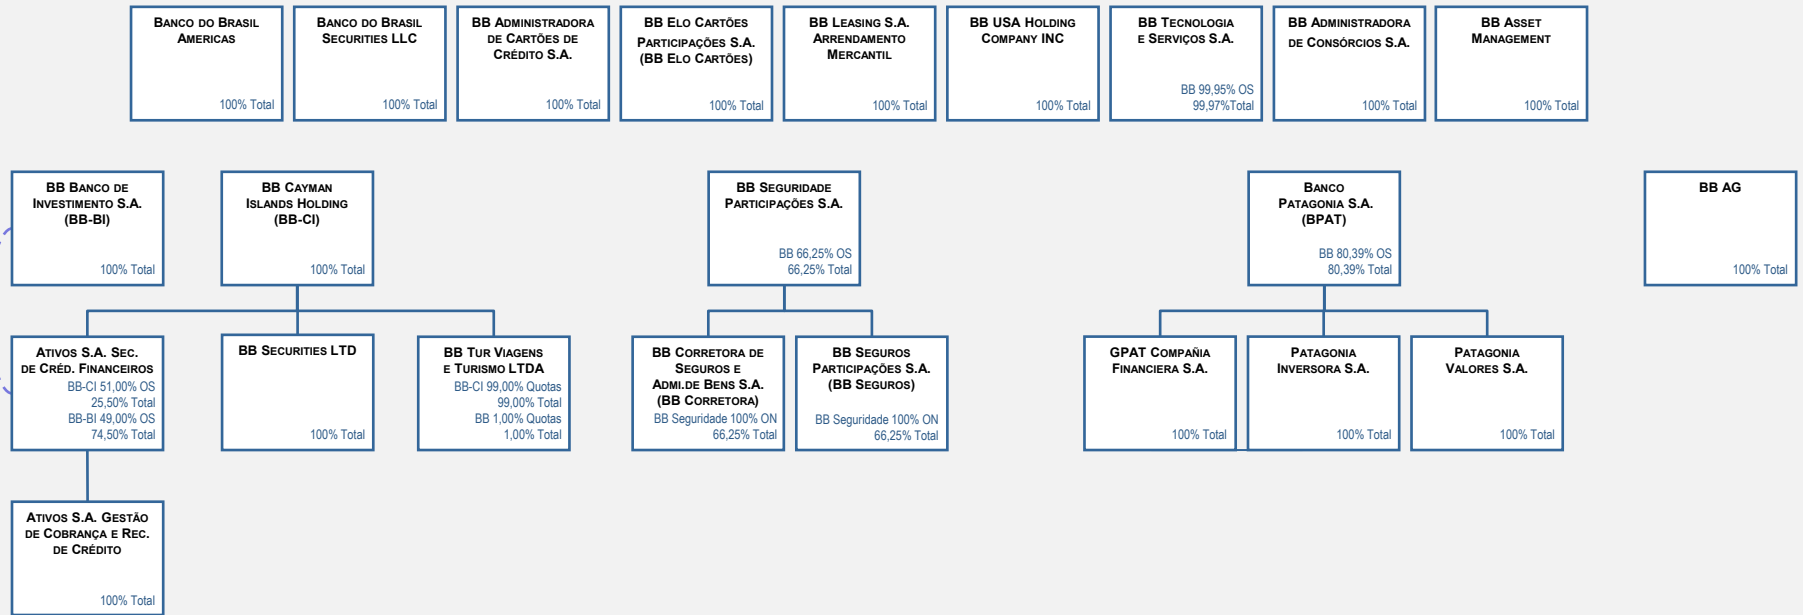 BANCO DO BRASIL
AMERICAS
100% Total
BANCO DO BRASIL
SECURITIES LLC
100% Total
BB ADMINISTRADORA
DE CARTÕES DE
CRÉDITO S.A.
100% Total
BB ELO CARTÕES
PARTICIPAÇÕES S.A.
(BB ELO CARTÕES)
100% Total
BB LEASING S.A.
ARRENDAMENTO
MERCANTIL
100% Total
BB USA HOLDING
COMPANY INC
100% Total
BB TECNOLOGIA
E SERVIÇOS S.A.
BB 99,95% OS
99,97%Total
BB ADMINISTRADORA
DE CONSÓRCIOS S.A.
100% Total
BB ASSET
MANAGEMENT
100% Total
BB BANCO DE
INVESTIMENTO S.A.
(BB-BI)
100% Total
BB CAYMAN
ISLANDS HOLDING
(BB-CI)
100% Total
BB SEGURIDADE
PARTICIPAÇÕES S.A.
BB 66,25% OS
66,25% Total
BANCO
PATAGONIA S.A.
(BPAT)
BB 80,39% OS
80,39% Total
BB AG
100% Total
ATIVOS S.A. SEC.
DE CRÉD. FINANCEIROS
BB-CI 51,00% OS
25,50% Total
BB-BI 49,00% OS
74,50% Total
BB SECURITIES LTD
100% Total
BB TUR VIAGENS
E TURISMO LTDA
BB-CI 99,00% Quotas
99,00% Total
BB 1,00% Quotas
1,00% Total
BB CORRETORA DE
SEGUROS E
ADMI.DE BENS S.A.
(BB CORRETORA)
BB Seguridade 100% ON
66,25% Total
BB SEGUROS
PARTICIPAÇÕES S.A.
(BB SEGUROS)
BB Seguridade 100% ON
66,25% Total
GPAT COMPAÑIA
FINANCIERA S.A.
100% Total
PATAGONIA
INVERSORA S.A.
100% Total
PATAGONIA
VALORES S.A.
100% Total
ATIVOS S.A. GESTÃO
DE COBRANÇA E REC.
DE CRÉDITO
100% Total